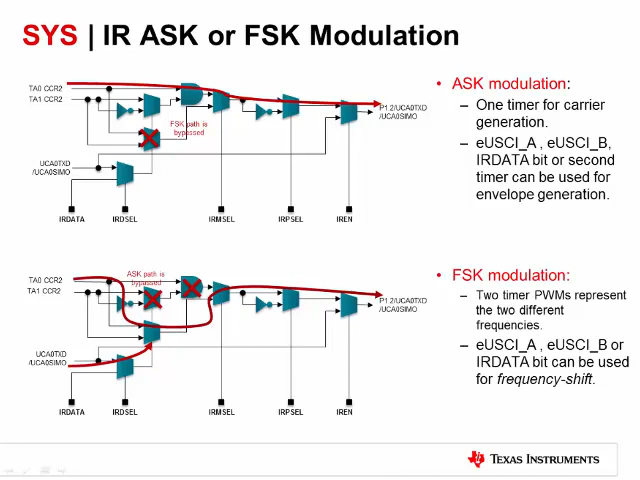 SYS | IR ASK or FSK Modulation
TA0 CCR2
TA1 CCR2
FSK path is
bypassed
P1.2/UCA0TXD
/UCA0SIMO
UCA0TXD
/UCA0SIMO
IRDATA IRDSEL IRMSEL IRPSEL IREN
• ASK modulation:
– One timer for carrier
generation.
– eUSCI_A , eUSCI_B,
IRDATA bit or second
timer can be used for
envelope generation.
TA0 CCR2
TA1 CCR2
ASK path is
bypassed
P1.2/UCA0TXD
/UCA0SIMO
UCA0TXD
/UCA0SIMO
IRDATA IRDSEL IRMSEL IRPSEL IREN
• FSK modulation:
– Two timer PWMs represent
the two different
frequencies.
– eUSCI_A , eUSCI_B or
IRDATA bit can be used
for frequency-shift.
TEXAS INSTRUMENTS